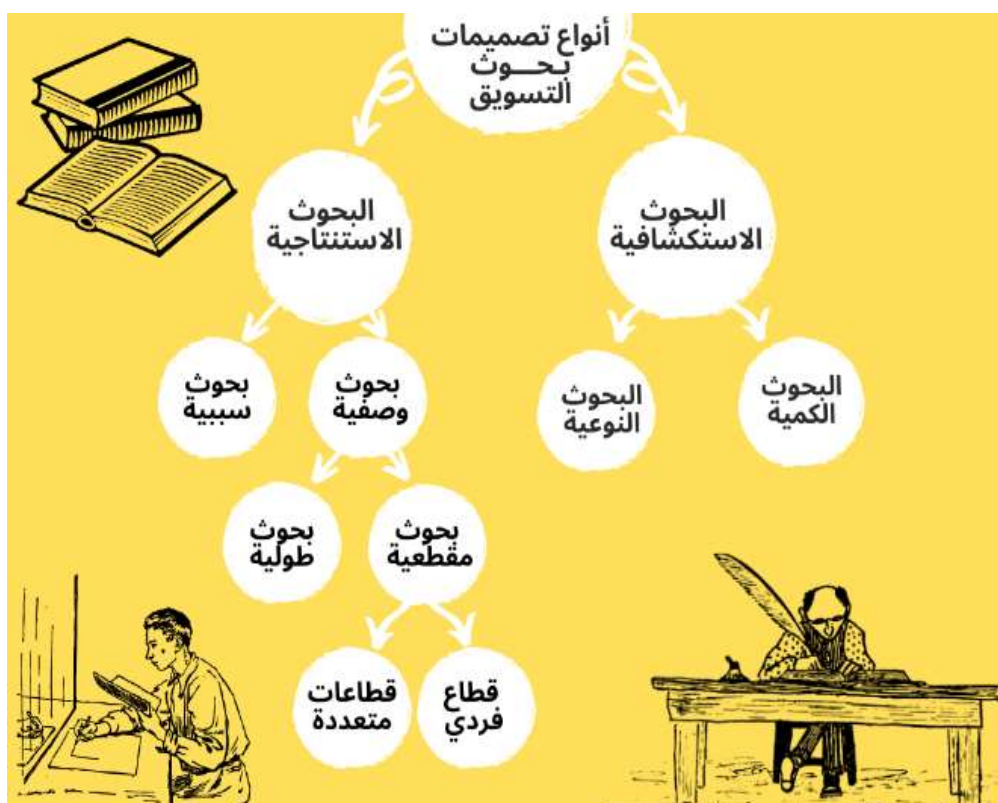 أنواع تصميمات
بحــوث
التسويق
البحوث
الاستكشافية
البحوث
الاستنتاجية
البحوث
الكمية
البحوث
النوعية
بحوث
وصفية
بحوث
سببية
بحوث
مقطعية
بحوث
طولية
قطاع
فردي
قطاعات
متعددة